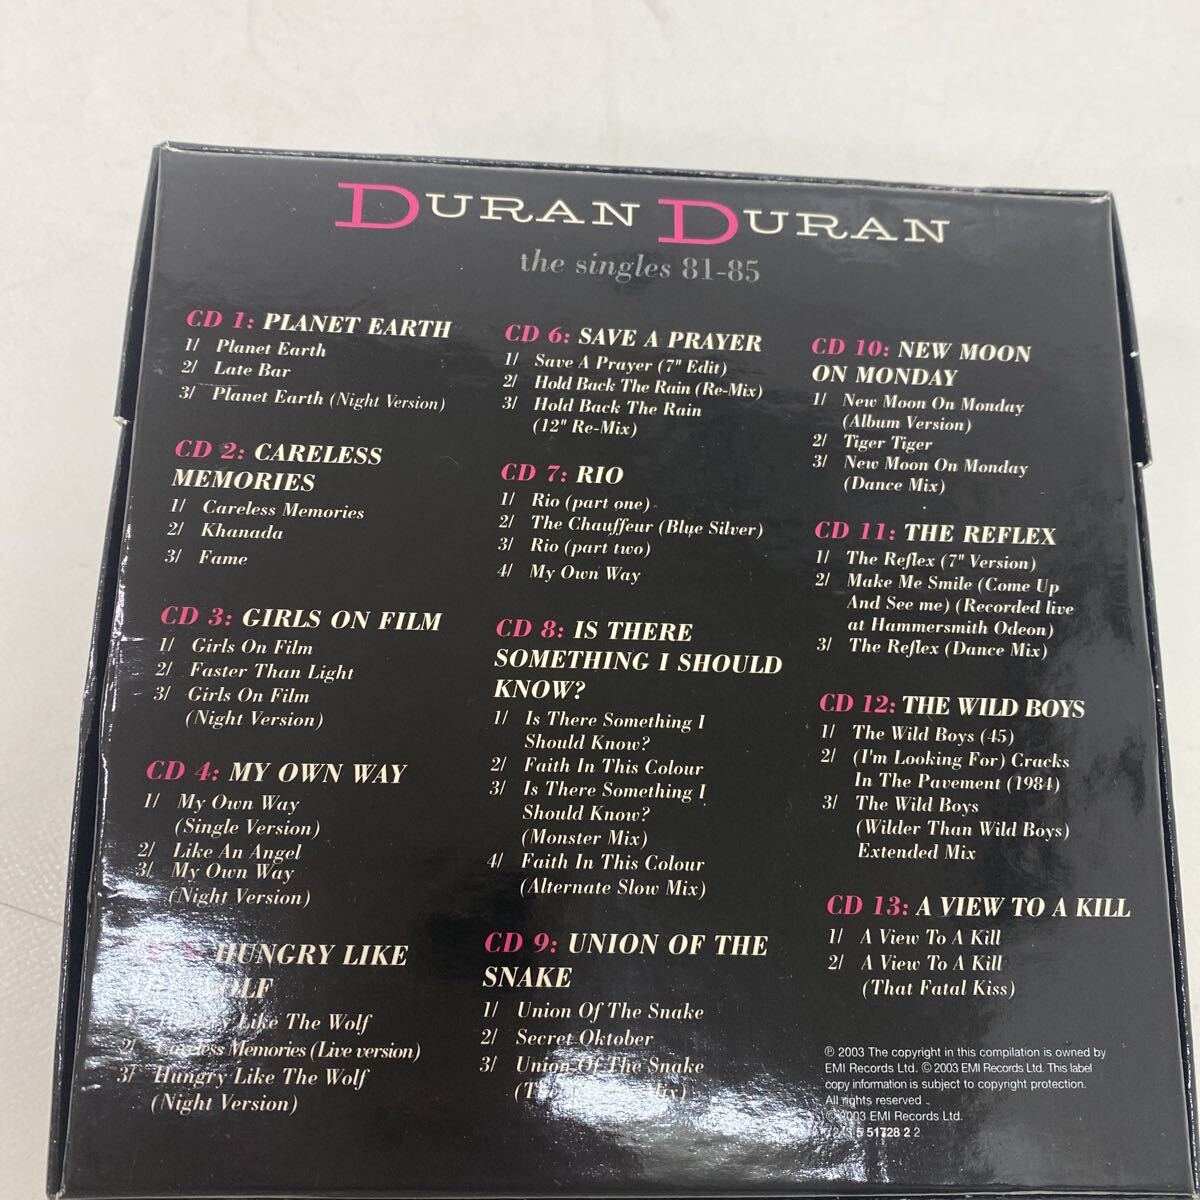 DURAN DURAN
the singles 81-85
CD 1: PLANET EARTH
1/ Planet Earth
2/ Late Bar
3/ Planet Earth (Night Version)
CD 2: CARELESS
MEMORIES
1/ Careless Memories
2/ Khanada
3/ Fame
CD 3: GIRLS ON FILM
1/ Girls On Film
2/ Faster Than Light
3/ Girls On Film
(Night Version)
CD 4: MY OWN WAY
1/ My Own Way
(Single Version)
2/ Like An Angel
3/ My Own Way
(Night Version)
HUNGRY LIKE
1/ Hungry Like The Wolf
2/ Careless Memories (Live version)
3/ Hungry Like The Wolf
(Night Version)
CD 6: SAVE A PRAYER
1/ Save A Prayer (7" Edit)
2/ Hold Back The Rain (Re-Mix)
3/ Hold Back The Rain
(12" Re-Mix)
CD 7: RIO
1/ Rio (part one)
2/ The Chauffeur (Blue Silver)
3/ Rio (part two)
4/ My Own Way
CD 8: IS THERE
SOMETHING I SHOULD
KNOW?
1/ Is There Something I
Should Know?
2/ Faith In This Colour
3/ Is There Something I
Should Know?
(Monster Mix)
4/ Faith In This Colour
(Alternate Slow Mix)
CD 9: UNION OF THE
SNAKE
1/ Union Of The Snake
2/ Secret Oktober
3/ Union Of The Snake
CD 10: NEW MOON
ON MONDAY
1/ New Moon On Monday
(Album Version)
2/ Tiger Tiger
3/ New Moon On Monday
(Dance Mix)
CD 11: THE REFLEX
1/ The Reflex (7" Version)
2/ Make Me Smile (Come Up
And See me) (Recorded live
at Hammersmith Odeon)
3/ The Reflex (Dance Mix)
CD 12: THE WILD BOYS
1/ The Wild Boys (45)
2/ (I'm Looking For) Cracks
In The Pavement (1984)
3/ The Wild Boys
(Wilder Than Wild Boys)
Extended Mix
CD 13: A VIEW TO A KILL
1/ A View To A Kill
2/ A View To A Kill
(That Fatal Kiss)
℗ 2003 The copyright in this compilation is owned by
EMI Records Ltd. © 2003 EMI Records Ltd. This label
copy information is subject to copyright protection.
All rights reserved.
© 2003 EMI Records Ltd.
5 51728 2 2